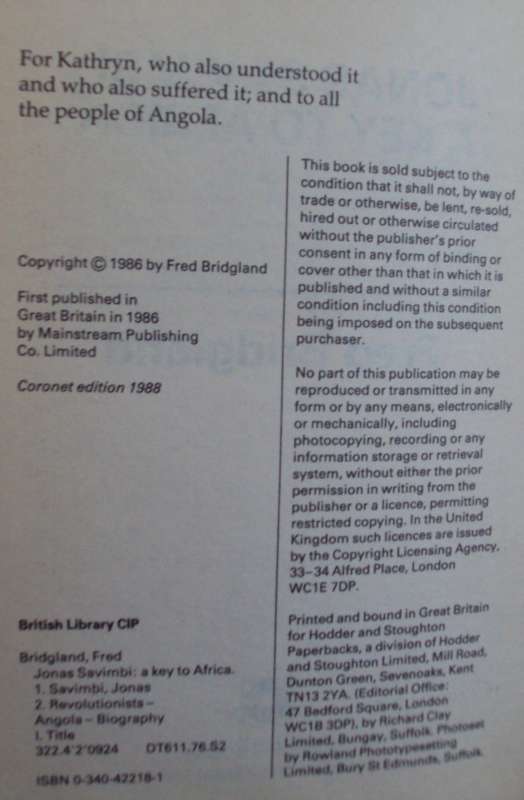 For Kathryn, who also understood it
and who also suffered it; and to all
the people of Angola.
Copyright © 1986 by Fred Bridgland
First published in
Great Britain in 1986
by Mainstream Publishing
Co. Limited
Coronet edition 1988
British Library CIP
Bridgland, Fred
Jonas Savimbi: a key to Africa.
1. Savimbi, Jonas
2. Revolutionists –
Angola – Biography
I. Title
322.4'2'0924 DT611.76.S2
ISBN 0-340-42218-1
This book is sold subject to the
condition that it shall not, by way of
trade or otherwise, be lent, re-sold,
hired out or otherwise circulated
without the publisher's prior
consent in any form of binding or
cover other than that in which it is
published and without a similar
condition including this condition
being imposed on the subsequent
purchaser.
No part of this publication may be
reproduced or transmitted in any
form or by any means, electronically
or mechanically, including
photocopying, recording or any
information storage or retrieval
system, without either the prior
permission in writing from the
publisher or a licence, permitting
restricted copying. In the United
Kingdom such licences are issued
by the Copyright Licensing Agency,
33–34 Alfred Place, London
WC1E 7DP.
Printed and bound in Great Britain
for Hodder and Stoughton
Paperbacks, a division of Hodder
and Stoughton Limited, Mill Road,
Dunton Green, Sevenoaks, Kent
TN13 2YA. (Editorial Office:
47 Bedford Square, London
WC1B 3DP), by Richard Clay
Limited, Bungay, Suffolk. Photoset
by Rowland Phototypesetting
Limited, Bury St Edmunds, Suffolk.